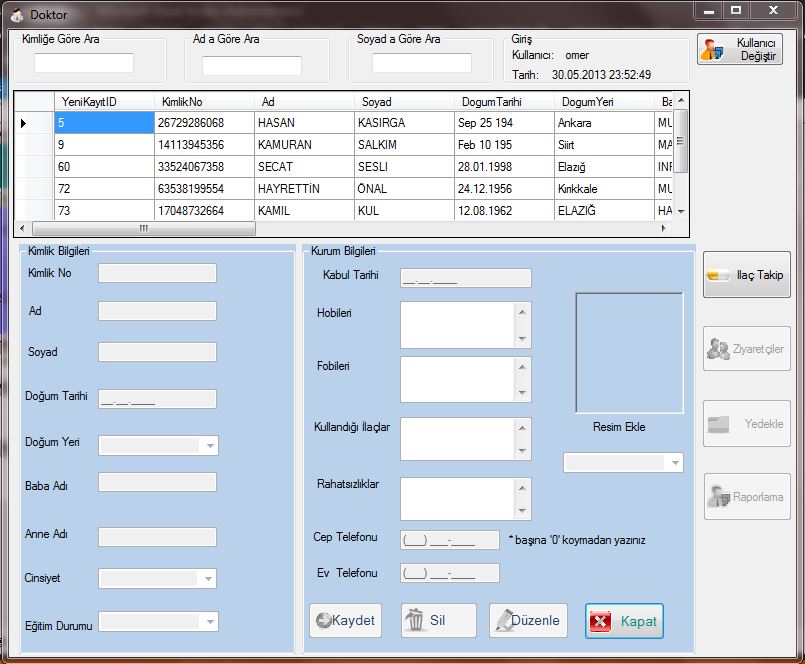 Doktor
Kimliğe Göre Ara
Ad a Göre Ara
Soyad a Göre Ara
Giriş
Kullanıcı: omer
Tarih: 30.05.2013 23:52:49
Kullanıcı
Değiştir
YeniKayıtID KimlikNo Ad Soyad DogumTarihi DogumYeri Ba
5 26729286068 HASAN KASIRGA Sep 25 194 Ankara MU
9 14113945356 KAMURAN SALKIM Feb 10 195 Siirt MA
60 33524067358 SECAT SESLI 28.01.1998 Elazığ INF
72 63538199554 HAYRETTİN ÖNAL 24.12.1956 Kırıkkale MU
73 17048732664 KAMIL KUL 12.08.1962 ELAZIĞ HA
Kimlik Bilgileri
Kimlik No
Ad
Soyad
Doğum Tarihi __.__.____
Doğum Yeri
Baba Adı
Anne Adı
Cinsiyet
Eğitim Durumu
Kurum Bilgileri
Kabul Tarihi __.__.____
Hobileri
Fobileri
Kullandığı İlaçlar
Rahatsızlıklar
Cep Telefonu (___) ___-____ * başına '0' koymadan yazınız
Ev Telefonu (___) ___-____
Resim Ekle
Kaydet
Sil
Düzenle
Kapat
Ilaç Takip
Ziyaretçiler
Yedekle
Raporlama